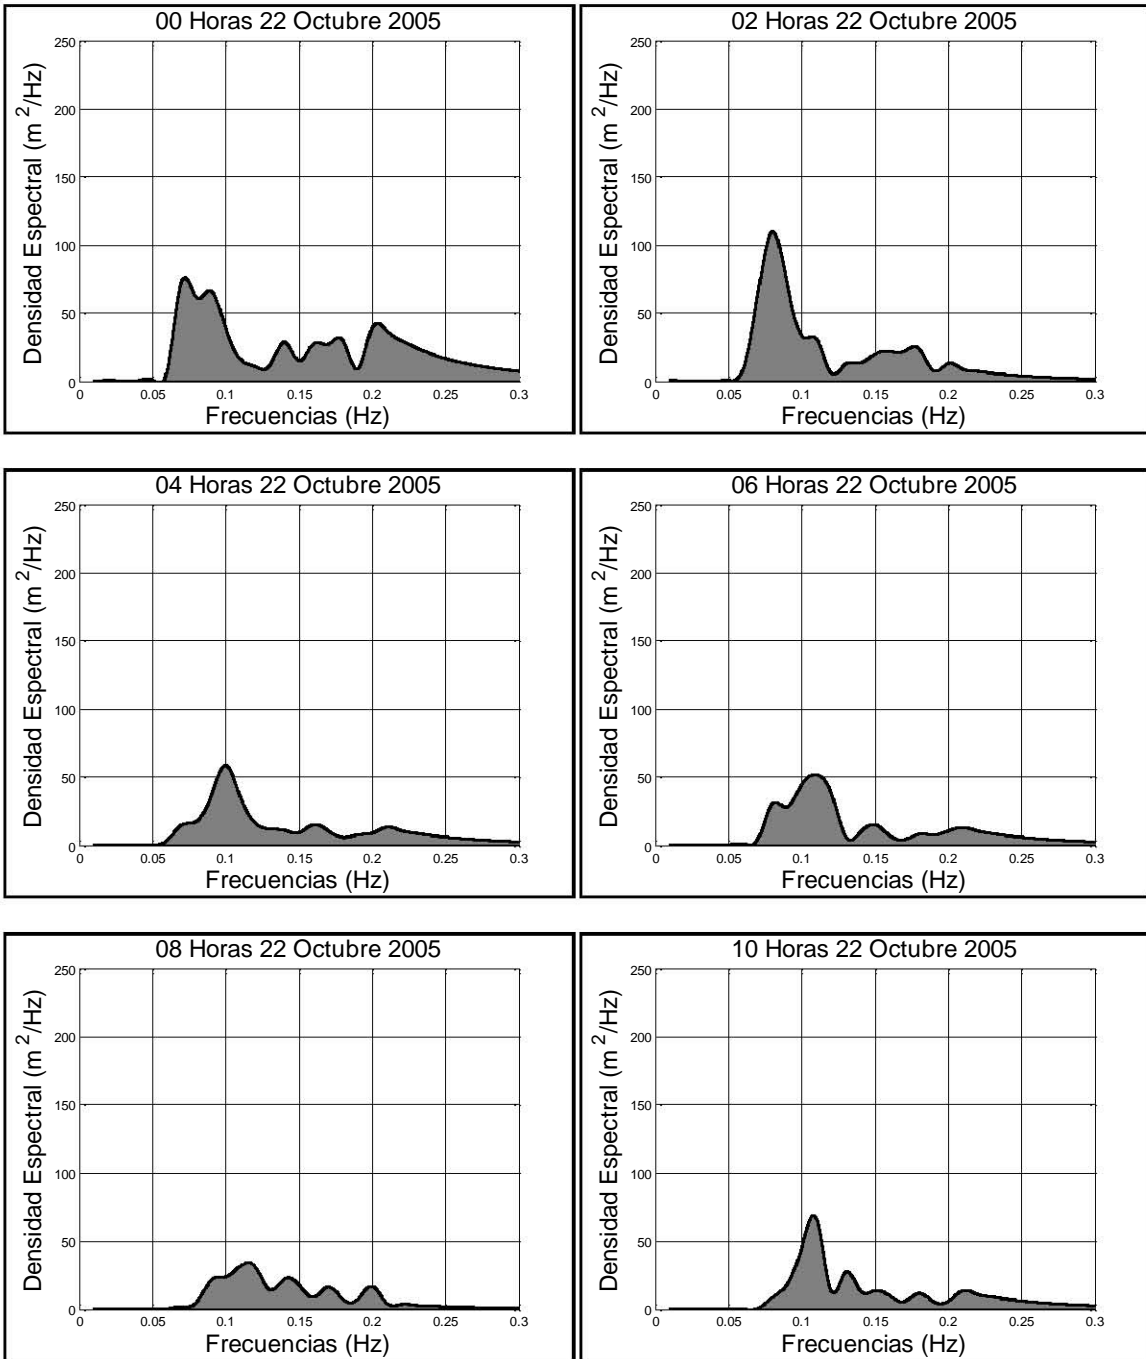 00 Horas 22 Octubre 2005
250
200
150
100
50
0
0 0.05 0.1 0.15 0.2 0.25 0.3
Densidad Espectral (m 2/Hz)
Frecuencias (Hz)
02 Horas 22 Octubre 2005
250
200
150
100
50
0
0 0.05 0.1 0.15 0.2 0.25 0.3
Densidad Espectral (m 2/Hz)
Frecuencias (Hz)
04 Horas 22 Octubre 2005
250
200
150
100
50
0
0 0.05 0.1 0.15 0.2 0.25 0.3
Densidad Espectral (m 2/Hz)
Frecuencias (Hz)
06 Horas 22 Octubre 2005
250
200
150
100
50
0
0 0.05 0.1 0.15 0.2 0.25 0.3
Densidad Espectral (m 2/Hz)
Frecuencias (Hz)
08 Horas 22 Octubre 2005
250
200
150
100
50
0
0 0.05 0.1 0.15 0.2 0.25 0.3
Densidad Espectral (m 2/Hz)
Frecuencias (Hz)
10 Horas 22 Octubre 2005
250
200
150
100
50
0
0 0.05 0.1 0.15 0.2 0.25 0.3
Densidad Espectral (m 2/Hz)
Frecuencias (Hz)